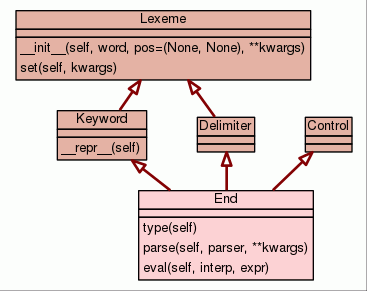 Lexeme
__init__(self, word, pos=(None, None), **kwargs)
set(self, kwargs)
Keyword
__repr__(self)
Delimiter
Control
End
type(self)
parse(self, parser, **kwargs)
eval(self, interp, expr)